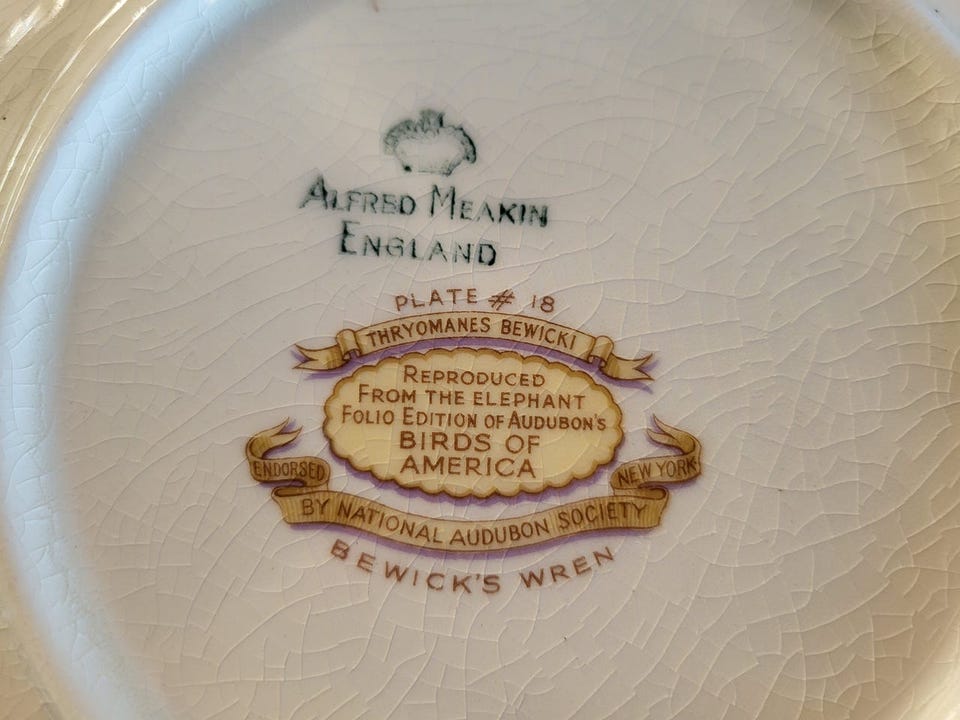 ALFRED MEAKIN
ENGLAND
PLATE # 18
THRYOMANES BEWICKI
REPRODUCED
FROM THE ELEPHANT
FOLIO EDITION OF AUDUBON'S
BIRDS OF
AMERICA
ENDORSED
BY NATIONAL AUDUBON SOCIETY
NEW YORK
BEWICK'S WREN